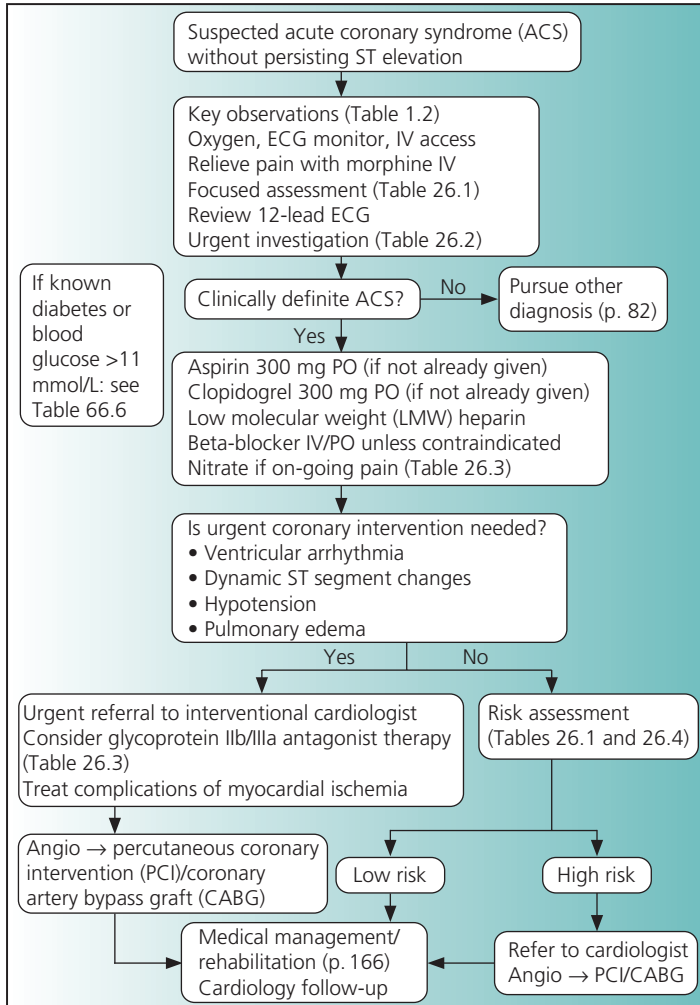 Suspected acute coronary syndrome (ACS)
without persisting ST elevation
Key observations (Table 1.2)
Oxygen, ECG monitor, IV access
Relieve pain with morphine IV
Focused assessment (Table 26.1)
Review 12-lead ECG
Urgent investigation (Table 26.2)
If known
diabetes or
blood
glucose >11
mmol/L: see
Table 66.6
Clinically definite ACS?
No
Pursue other
diagnosis (p. 82)
Yes
Aspirin 300 mg PO (if not already given)
Clopidogrel 300 mg PO (if not already given)
Low molecular weight (LMW) heparin
Beta-blocker IV/PO unless contraindicated
Nitrate if on-going pain (Table 26.3)
Is urgent coronary intervention needed?
• Ventricular arrhythmia
• Dynamic ST segment changes
• Hypotension
• Pulmonary edema
Yes
No
Urgent referral to interventional cardiologist
Consider glycoprotein IIb/IIIa antagonist therapy
(Table 26.3)
Treat complications of myocardial ischemia
Risk assessment
(Tables 26.1 and 26.4)
Angio → percutaneous coronary
intervention (PCI)/coronary
artery bypass graft (CABG)
Low risk
High risk
Medical management/
rehabilitation (p. 166)
Cardiology follow-up
Refer to cardiologist
Angio → PCI/CABG